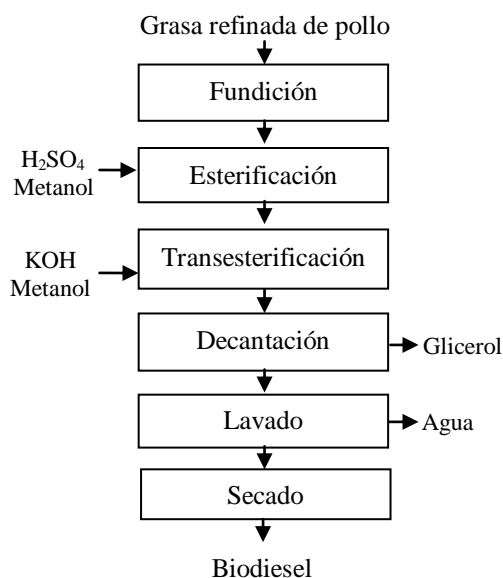 Grasa refinada de pollo
Fundición
H₂SO₄
Metanol
Esterificación
KOH
Metanol
Transesterificación
Decantación
Glicerol
Lavado
Agua
Secado
Biodiesel